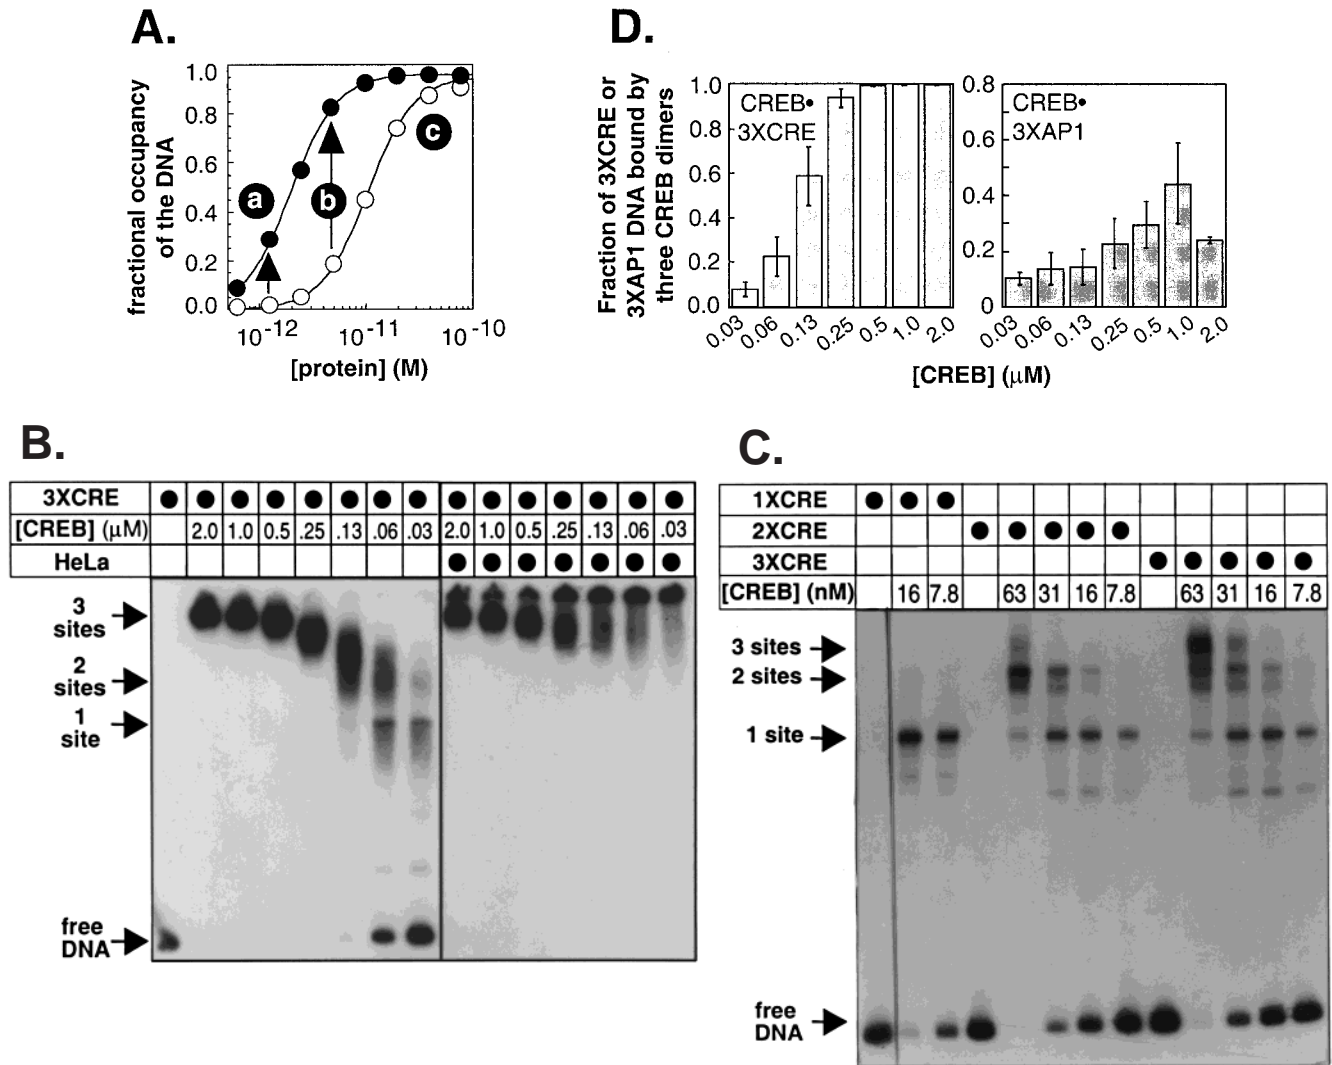 A.
fractional occupancy
of the DNA
1.0
0.8
0.6
0.4
0.2
0.0
a
b
c
10-12
10-11
10-10
[protein] (M)
D.
Fraction of 3XCRE or
3XAP1 DNA bound by
three CREB dimers
1.0
0.8
0.6
0.4
0.2
0.0
CREB•
3XCRE
0.03
0.06
0.13
0.25
0.5
1.0
2.0
0.8
0.6
0.4
0.2
0
CREB•
3XAP1
0.03
0.06
0.13
0.25
0.5
1.0
2.0
[CREB] (μM)
B.
3XCRE
[CREB] (μM) 2.0 1.0 0.5 .25 .13 .06 .03 2.0 1.0 0.5 .25 .13 .06 .03
HeLa
3
sites
2
sites
1
site
free
DNA
C.
1XCRE
2XCRE
3XCRE
[CREB] (nM) 16 7.8 63 31 16 7.8 63 31 16 7.8
3 sites
2 sites
1 site
free
DNA